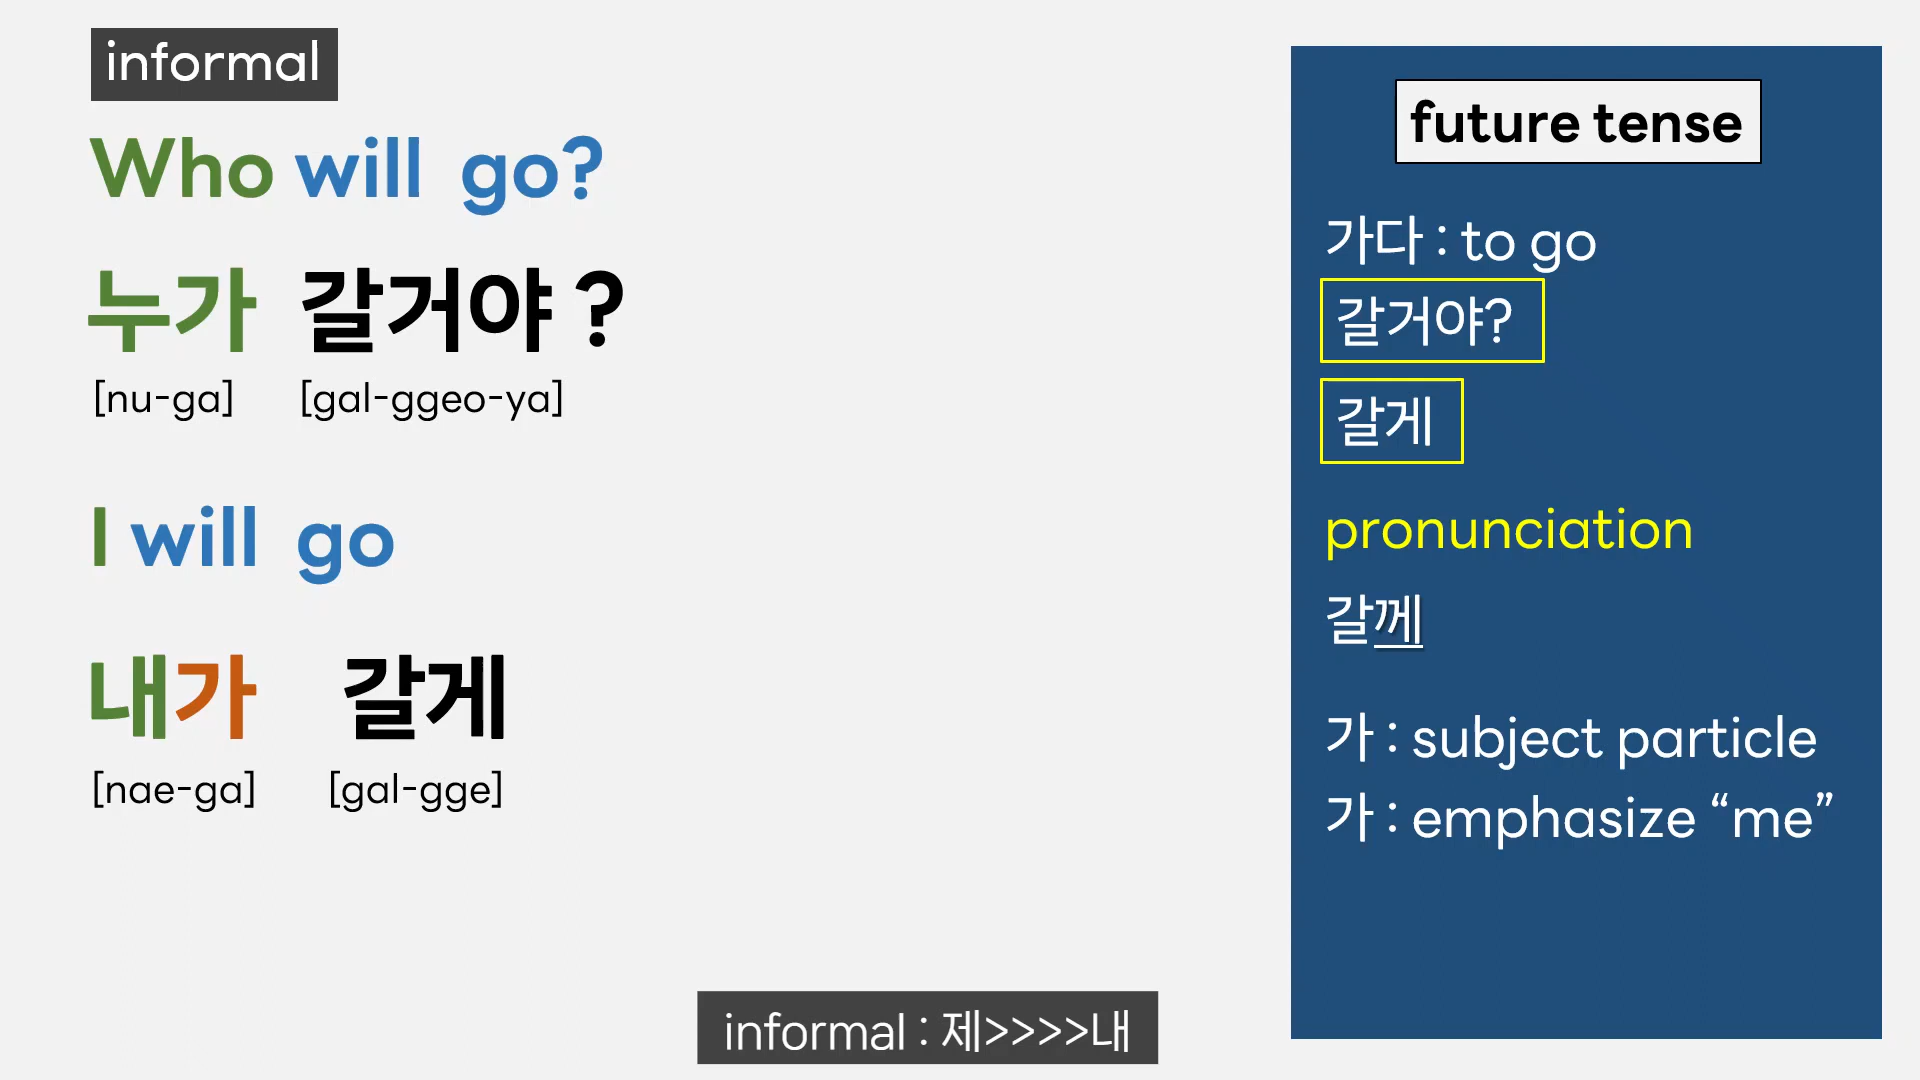 informal
Who will go?
누가 갈거야 ?
[nu-ga] [gal-ggeo-ya]
I will go
내가 갈게
[nae-ga] [gal-gge]
informal : 제>>>>내
future tense
가다 : to go
갈거야?
갈게
pronunciation
갈께
가 : subject particle
가 : emphasize “me”